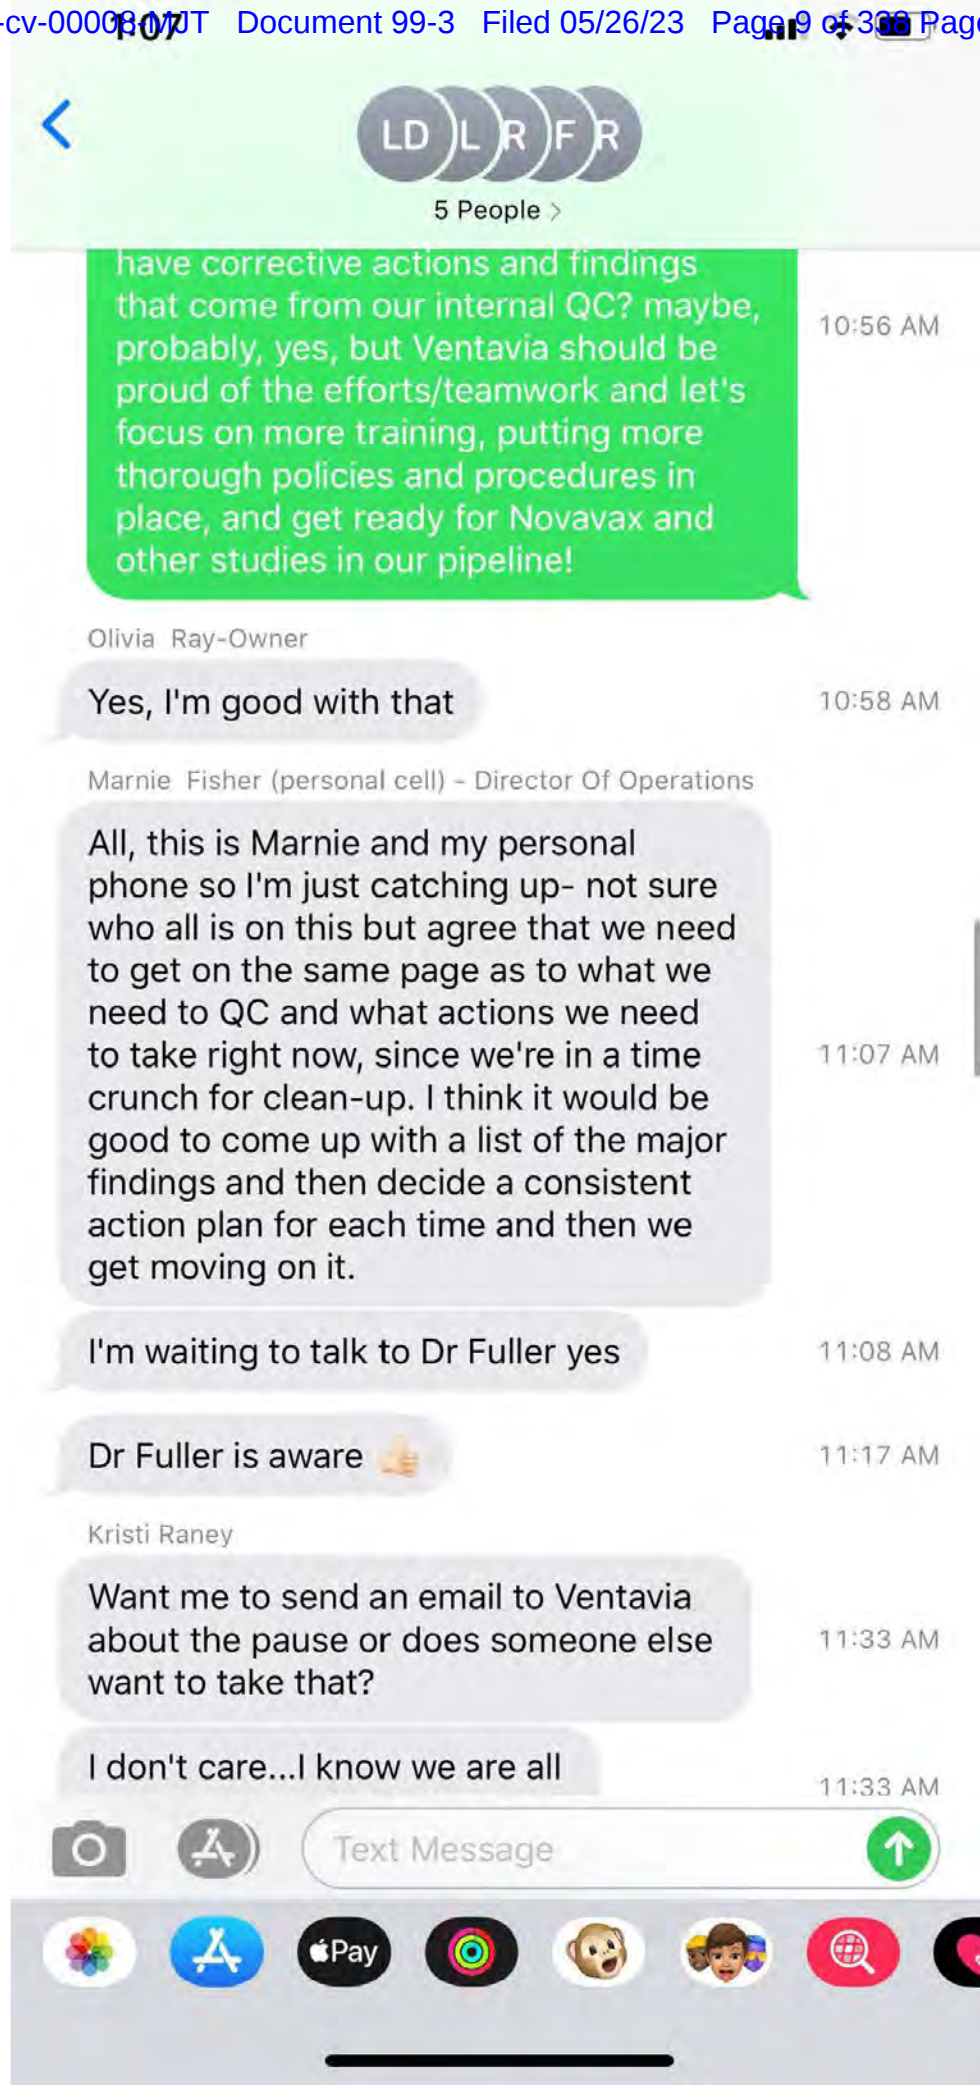 -cv-00008-MJT Document 99-3 Filed 05/26/23 Page 9 of 338 Page
1:07
LD L R F R
5 People >
have corrective actions and findings
that come from our internal QC? maybe,
probably, yes, but Ventavia should be
proud of the efforts/teamwork and let's
focus on more training, putting more
thorough policies and procedures in
place, and get ready for Novavax and
other studies in our pipeline!
10:56 AM
Olivia Ray-Owner
Yes, I'm good with that
10:58 AM
Marnie Fisher (personal cell) - Director Of Operations
All, this is Marnie and my personal
phone so I'm just catching up- not sure
who all is on this but agree that we need
to get on the same page as to what we
need to QC and what actions we need
to take right now, since we're in a time
crunch for clean-up. I think it would be
good to come up with a list of the major
findings and then decide a consistent
action plan for each time and then we
get moving on it.
11:07 AM
I'm waiting to talk to Dr Fuller yes
11:08 AM
Dr Fuller is aware 👍🏻
11:17 AM
Kristi Raney
Want me to send an email to Ventavia
about the pause or does someone else
want to take that?
11:33 AM
I don't care...I know we are all
11:33 AM
Text Message
Pay